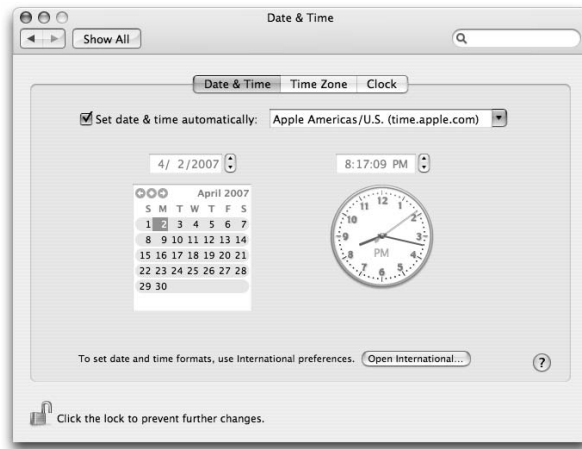 Date & Time
Show All
Date & Time Time Zone Clock
Set date & time automatically: Apple Americas/U.S. (time.apple.com)
4/ 2/2007 8:17:09 PM
April 2007
S M T W T F S
1 2 3 4 5 6 7
8 9 10 11 12 13 14
15 16 17 18 19 20 21
22 23 24 25 26 27 28
29 30
12
1
2
3
4
5
6
7
8
9
10
11
PM
To set date and time formats, use International preferences. Open International... ?
Click the lock to prevent further changes.